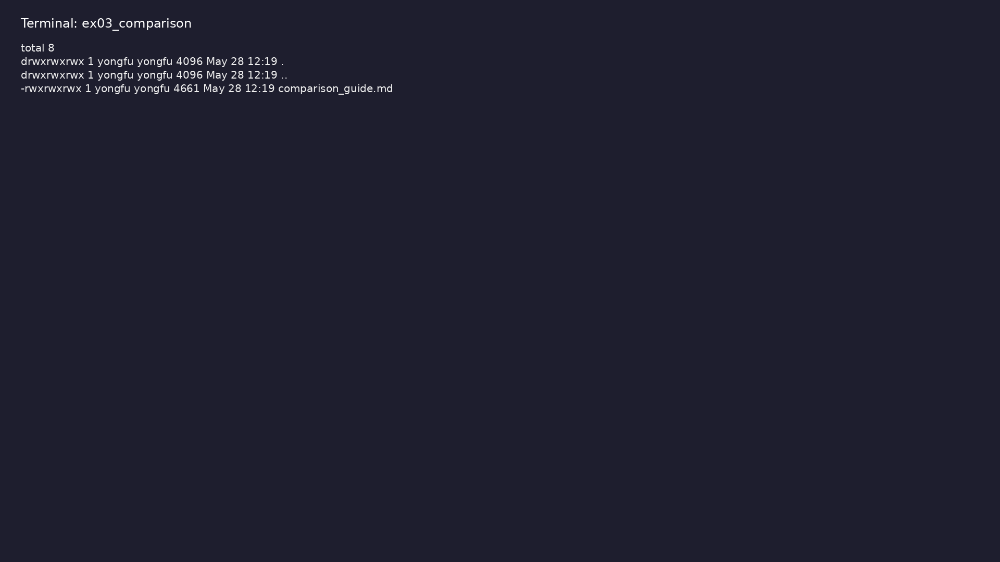 Terminal: ex03_comparison
total 8
drwxrwxrwx 1 yongfu yongfu 4096 May 28 12:19 .
drwxrwxrwx 1 yongfu yongfu 4096 May 28 12:19 ..
-rwxrwxrwx 1 yongfu yongfu 4661 May 28 12:19 comparison_guide.md